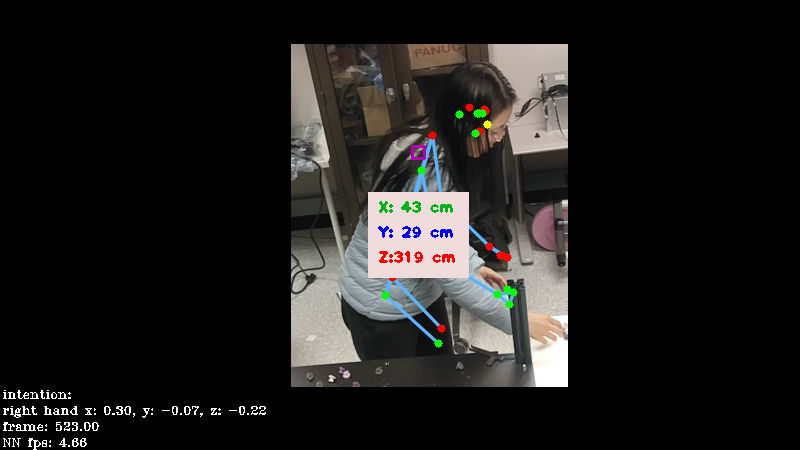 FANUC
X: 43 cm
Y: 29 cm
Z:319 cm
intention:
right hand x: 0.30, y: -0.07, z: -0.22
frame: 523.00
NN fps: 4.66